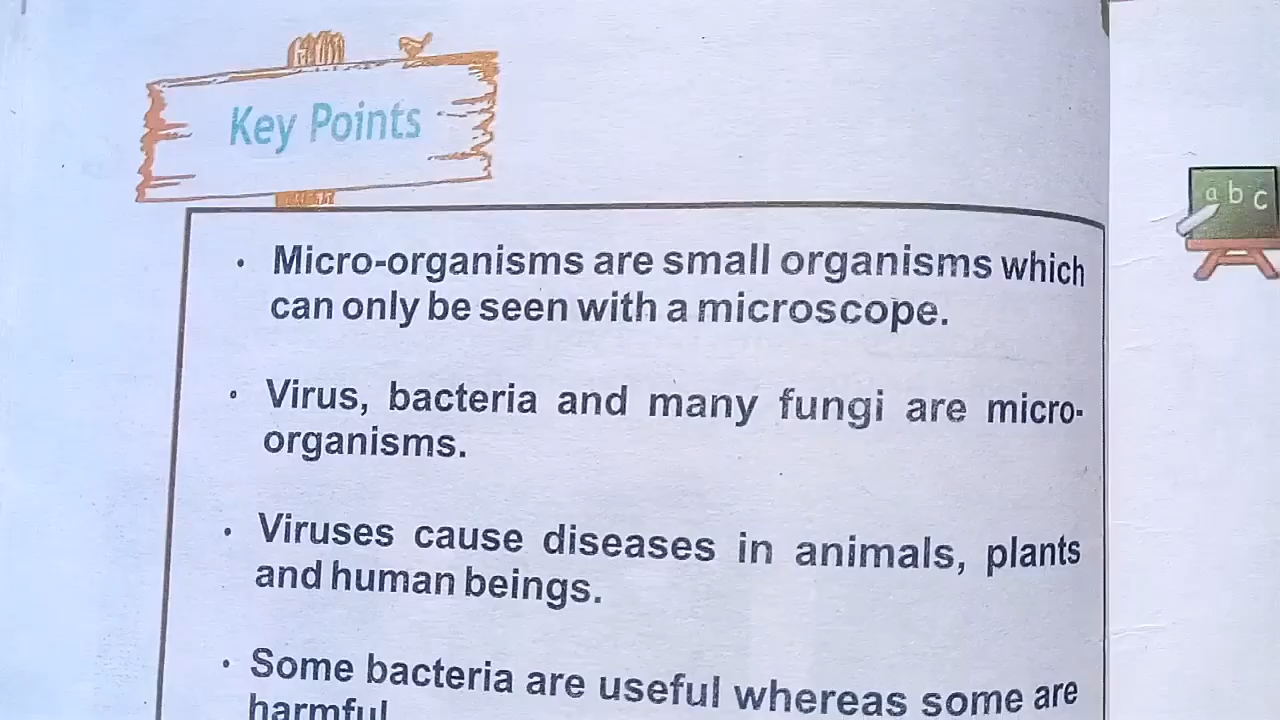 Key Points
a b c
• Micro-organisms are small organisms which
can only be seen with a microscope.
• Virus, bacteria and many fungi are micro-
organisms.
• Viruses cause diseases in animals, plants
and human beings.
• Some bacteria are useful whereas some are
harmful